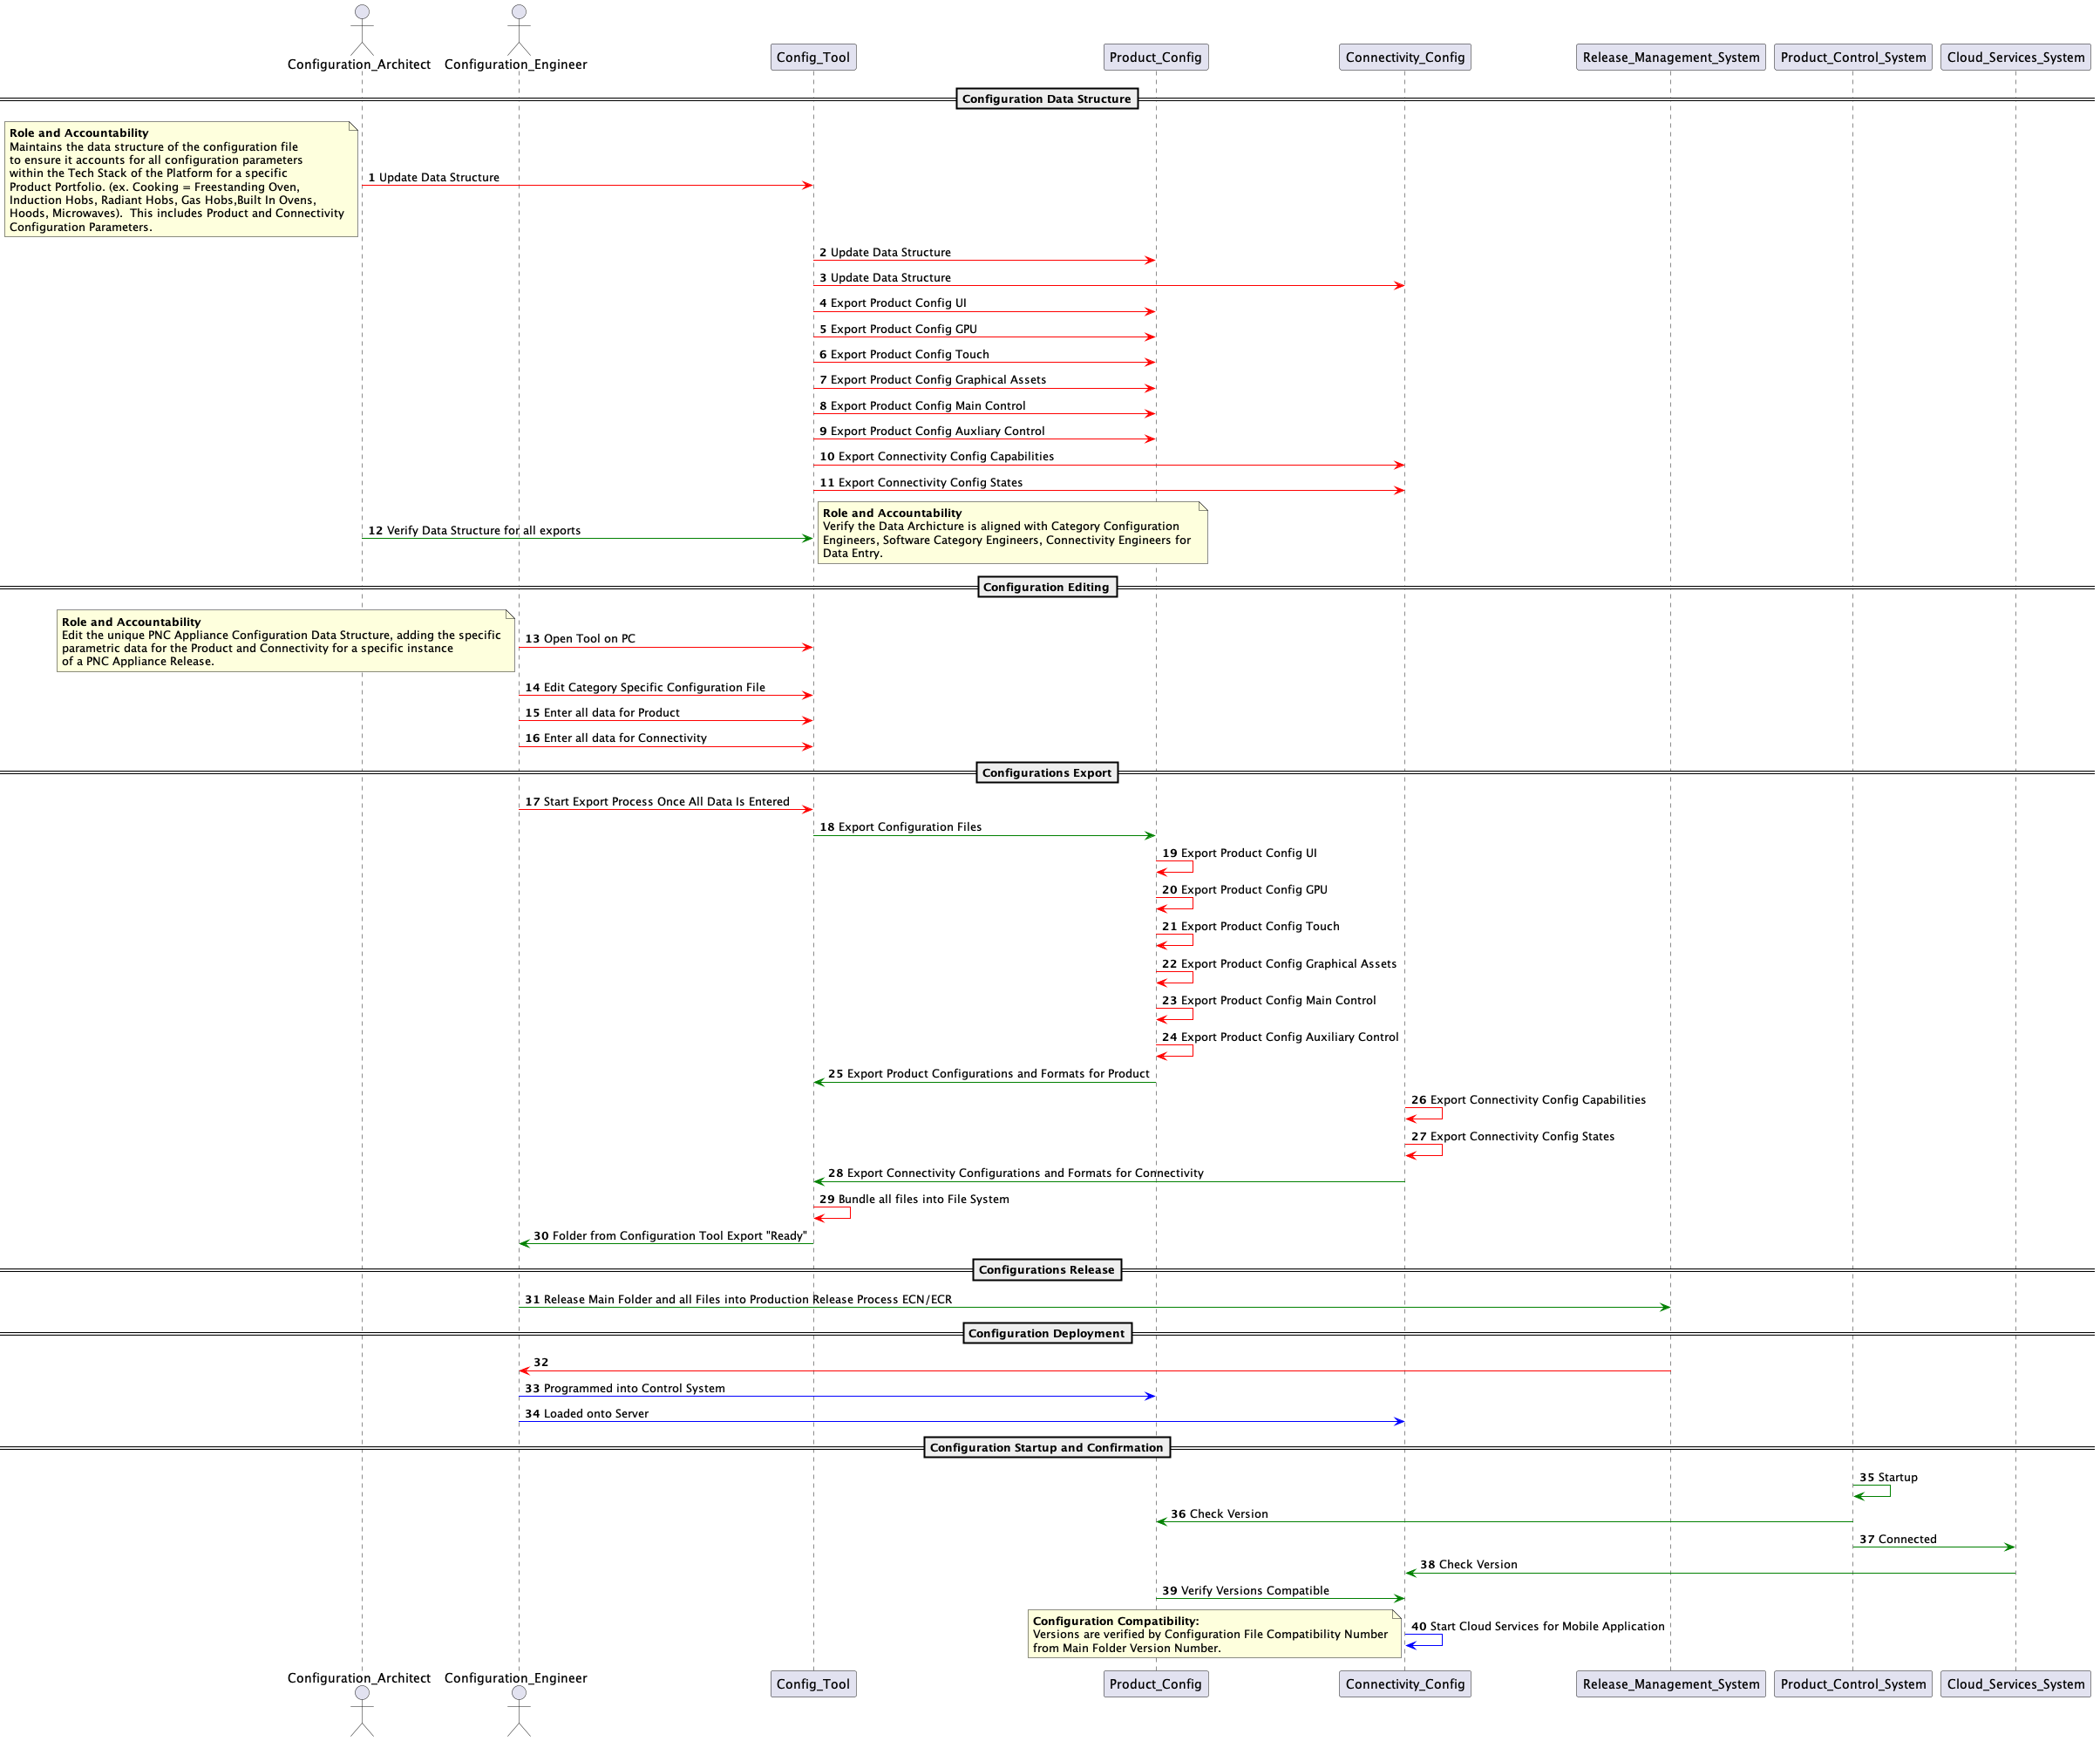 Configuration_Architect
Configuration_Engineer
Config_Tool
Product_Config
Connectivity_Config
Release_Management_System
Product_Control_System
Cloud_Services_System
Configuration Data Structure
Role and Accountability
Maintains the data structure of the configuration file
to ensure it accounts for all configuration parameters
within the Tech Stack of the Platform for a specific
Product Portfolio. (ex. Cooking = Freestanding Oven,
Induction Hobs, Radiant Hobs, Gas Hobs,Built In Ovens,
Hoods, Microwaves).  This includes Product and Connectivity
Configuration Parameters.
1 Update Data Structure
2 Update Data Structure
3 Update Data Structure
4 Export Product Config UI
5 Export Product Config GPU
6 Export Product Config Touch
7 Export Product Config Graphical Assets
8 Export Product Config Main Control
9 Export Product Config Auxliary Control
10 Export Connectivity Config Capabilities
11 Export Connectivity Config States
12 Verify Data Structure for all exports
Role and Accountability
Verify the Data Archicture is aligned with Category Configuration
Engineers, Software Category Engineers, Connectivity Engineers for
Data Entry.
Configuration Editing
Role and Accountability
Edit the unique PNC Appliance Configuration Data Structure, adding the specific
parametric data for the Product and Connectivity for a specific instance
of a PNC Appliance Release.
13 Open Tool on PC
14 Edit Category Specific Configuration File
15 Enter all data for Product
16 Enter all data for Connectivity
Configurations Export
17 Start Export Process Once All Data Is Entered
18 Export Configuration Files
19 Export Product Config UI
20 Export Product Config GPU
21 Export Product Config Touch
22 Export Product Config Graphical Assets
23 Export Product Config Main Control
24 Export Product Config Auxiliary Control
25 Export Product Configurations and Formats for Product
26 Export Connectivity Config Capabilities
27 Export Connectivity Config States
28 Export Connectivity Configurations and Formats for Connectivity
29 Bundle all files into File System
30 Folder from Configuration Tool Export "Ready"
Configurations Release
31 Release Main Folder and all Files into Production Release Process ECN/ECR
Configuration Deployment
32
33 Programmed into Control System
34 Loaded onto Server
Configuration Startup and Confirmation
35 Startup
36 Check Version
37 Connected
38 Check Version
39 Verify Versions Compatible
Configuration Compatibility:
Versions are verified by Configuration File Compatibility Number
from Main Folder Version Number.
40 Start Cloud Services for Mobile Application
Configuration_Architect
Configuration_Engineer
Config_Tool
Product_Config
Connectivity_Config
Release_Management_System
Product_Control_System
Cloud_Services_System